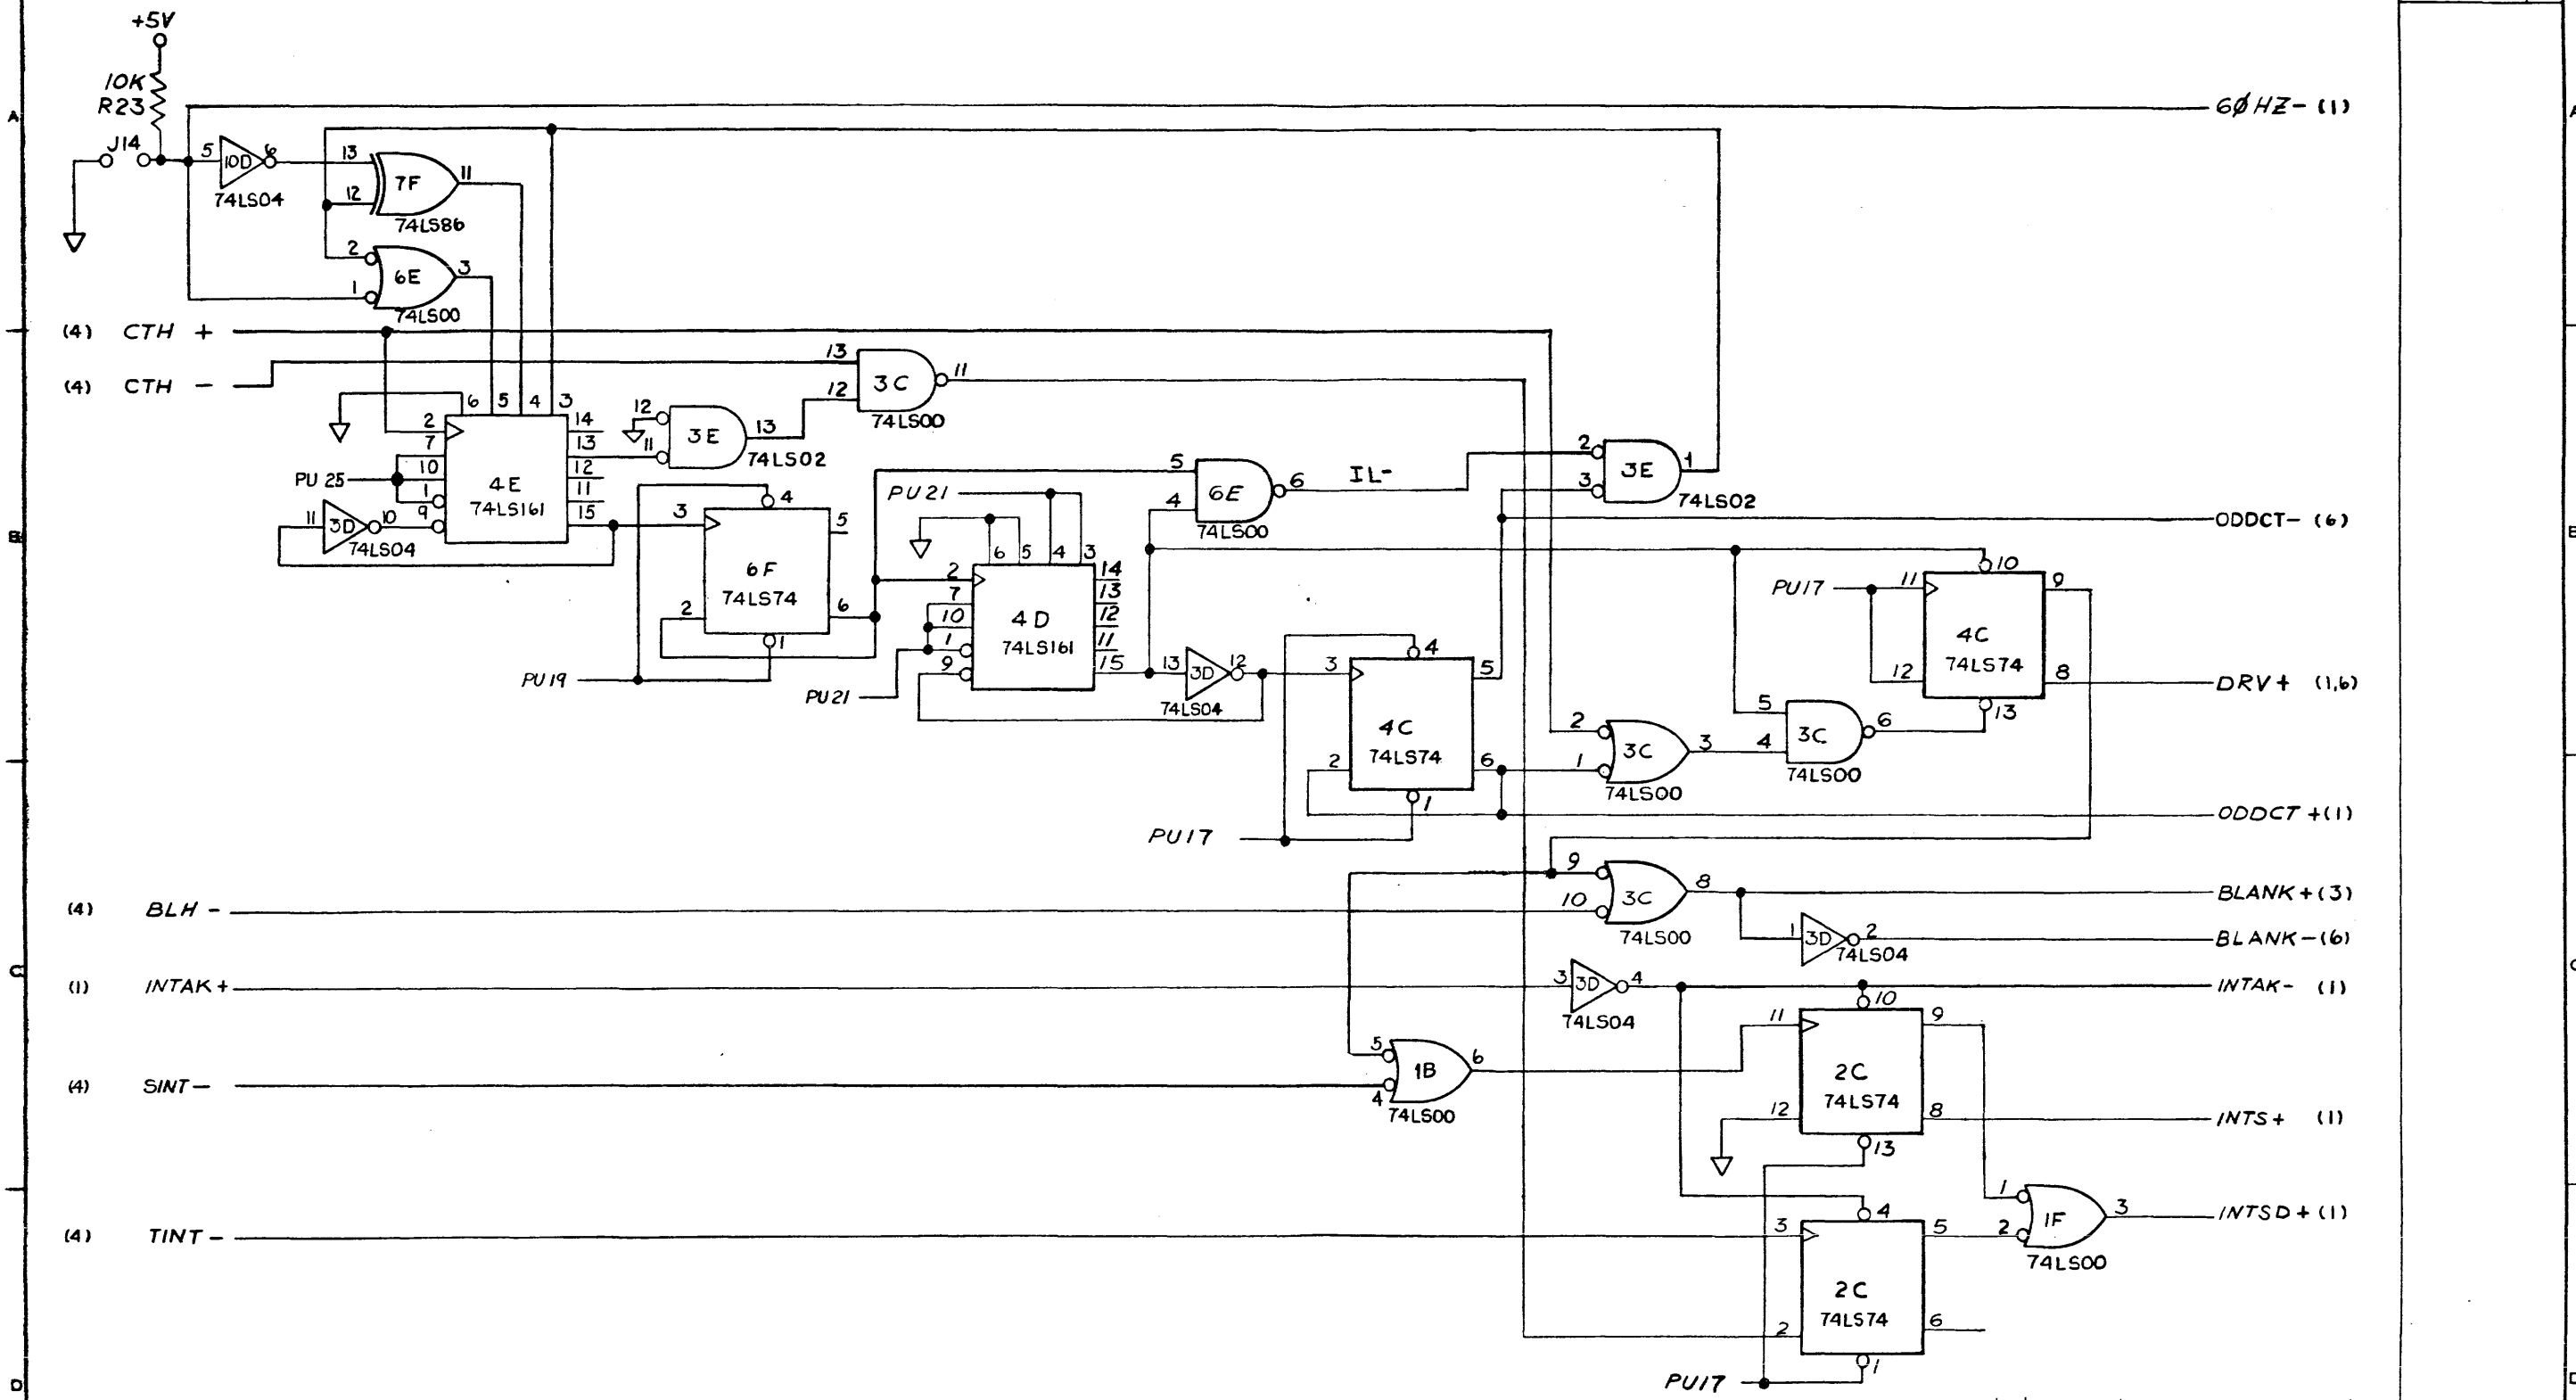 +5V
10K
R23
A
60HZ- (1)
J14
5 10D 6
74LS04
13
12
7F
11
74LS86
2
1
6E
3
74LS00
(4) CTH +
(4) CTH -
13
12
3C
11
74LS00
6 5 4 3
2
7
10
1
9
PU 25
4E
74LS161
14
13
12
11
15
11 3D 10
74LS04
12
11
3E
13
74LS02
B
PU21
5
4
6E
6
74LS00
IL-
2
3
3E
1
74LS02
ODDCT- (6)
4
3
5
6F
74LS74
2
6
1
PU19
6 5 4 3
2
7
10
1
9
4D
74LS161
14
13
12
11
15
PU21
13 3D 12
74LS04
4
3
5
4C
74LS74
2
6
1
PU17
10
PU17
11
9
4C
74LS74
12
8
13
DRV+ (1,6)
2
1
3C
3
74LS00
5
4
3C
6
74LS00
ODDCT +(1)
(4) BLH -
9
10
3C
8
74LS00
BLANK+(3)
1 3D 2
74LS04
BLANK-(6)
C
(1) INTAK+
3 3D 4
74LS04
INTAK- (1)
10
11
9
2C
74LS74
12
8
13
INTS+ (1)
(4) SINT-
5
4
1B
6
74LS00
(4) TINT-
4
3
5
2C
74LS74
2
6
1
1
2
1F
3
74LS00
INTSD+(1)
PU17
D